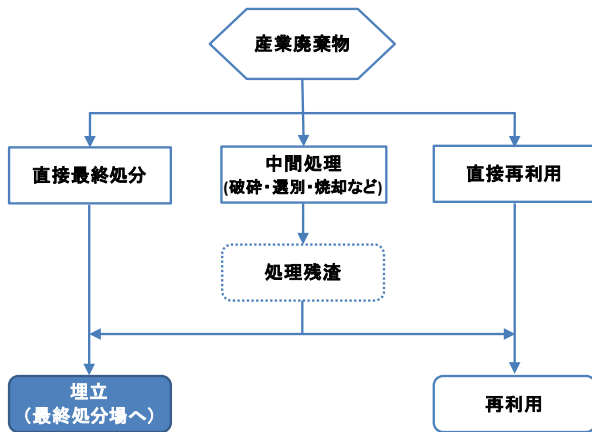 産業廃棄物
直接最終処分
中間処理
(破砕・選別・焼却など)
直接再利用
処理残渣
埋立
（最終処分場へ）
再利用